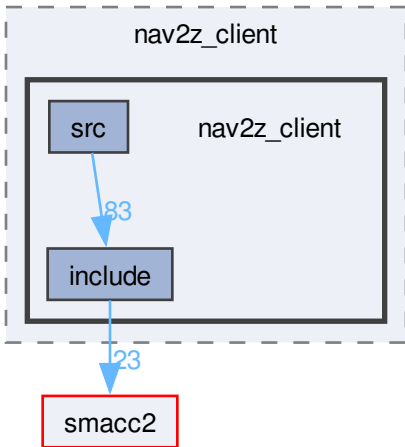 nav2z_client
src
nav2z_client
83
include
23
smacc2